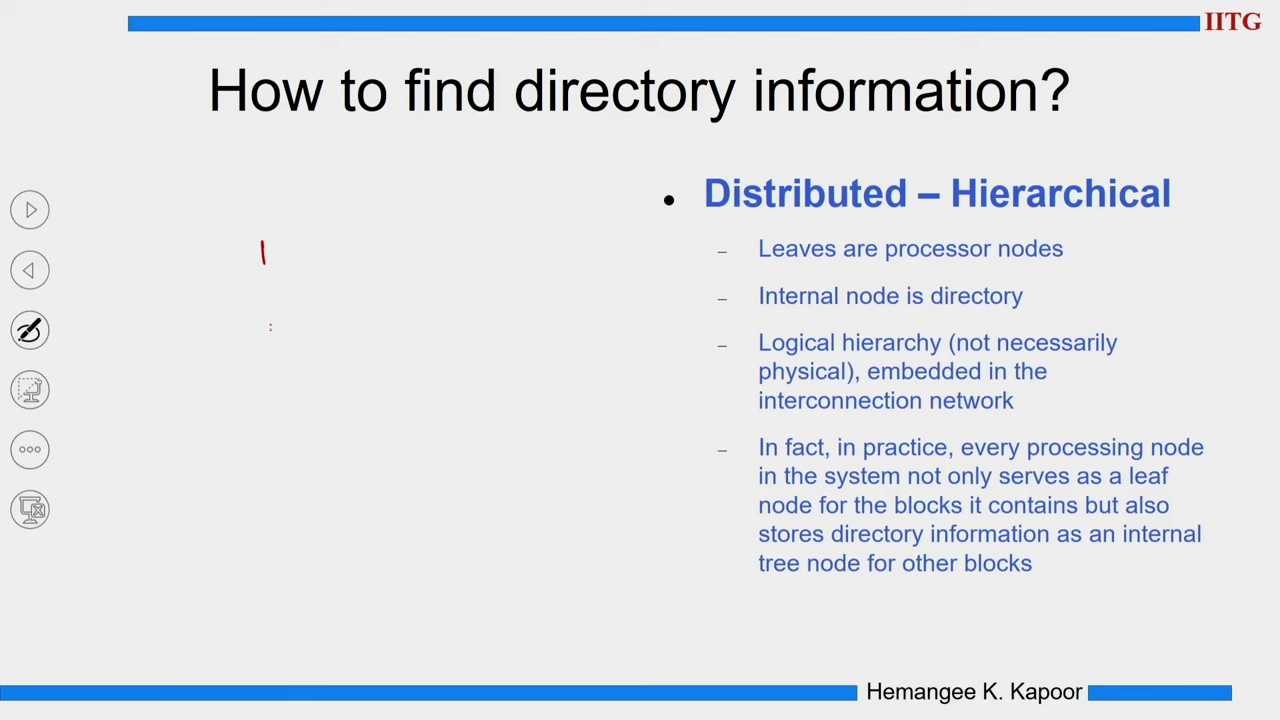 IITG
How to find directory information?
• Distributed – Hierarchical
– Leaves are processor nodes
– Internal node is directory
– Logical hierarchy (not necessarily
physical), embedded in the
interconnection network
– In fact, in practice, every processing node
in the system not only serves as a leaf
node for the blocks it contains but also
stores directory information as an internal
tree node for other blocks
Hemangee K. Kapoor